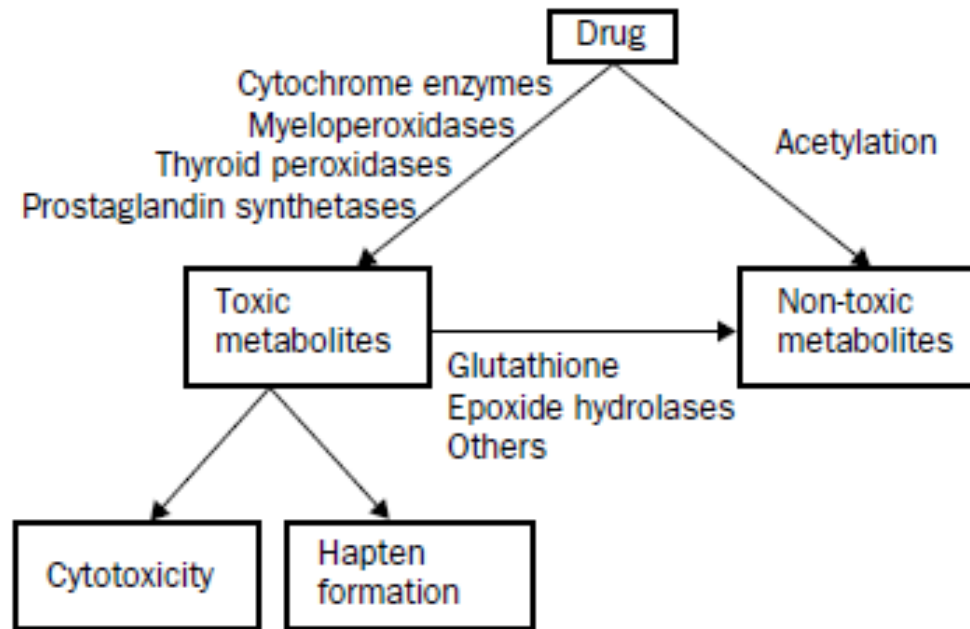 Drug
Cytochrome enzymes
Myeloperoxidases
Thyroid peroxidases
Prostaglandin synthetases
Acetylation
Toxic
metabolites
Non-toxic
metabolites
Glutathione
Epoxide hydrolases
Others
Cytotoxicity
Hapten
formation